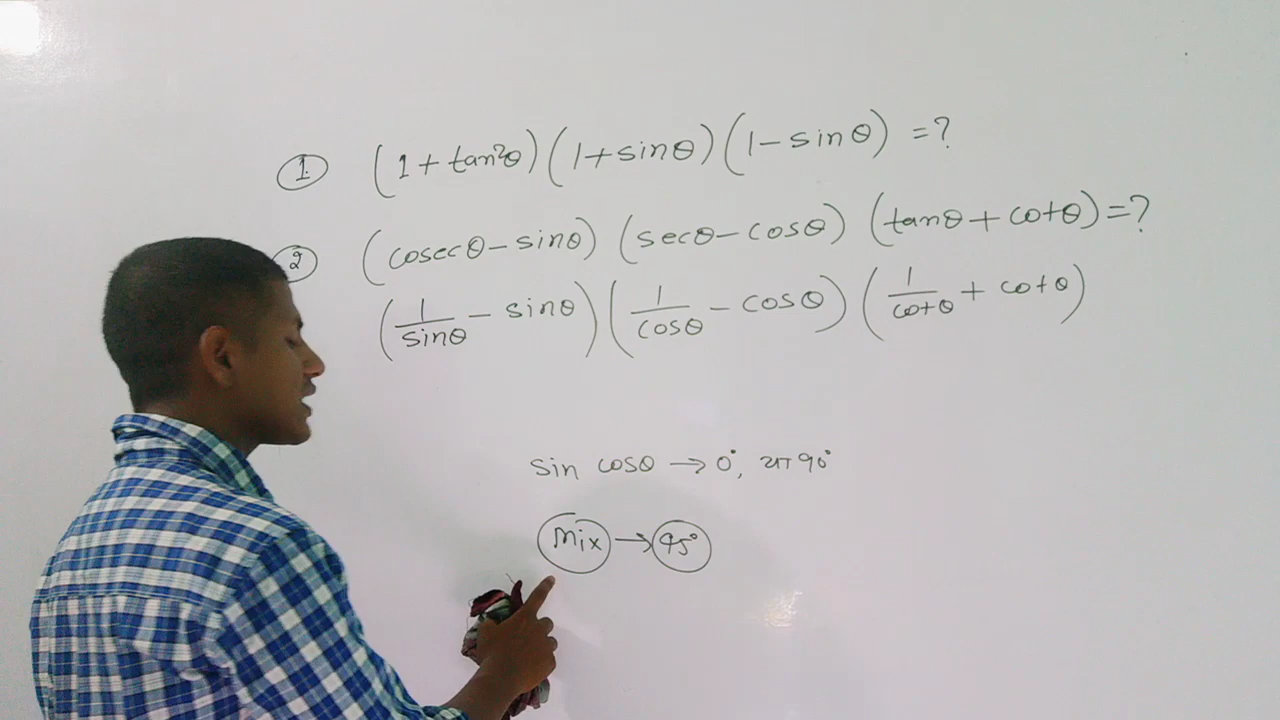 1. (1 + tan²θ) (1 + sinθ) (1 - sinθ) = ?
2 (cosecθ - sinθ) (secθ - cosθ) (tanθ + cotθ) = ?
(1/sinθ - sinθ) (1/cosθ - cosθ) (1/cotθ + cotθ)
sin cosθ → 0°, या 90°
Mix → 45°